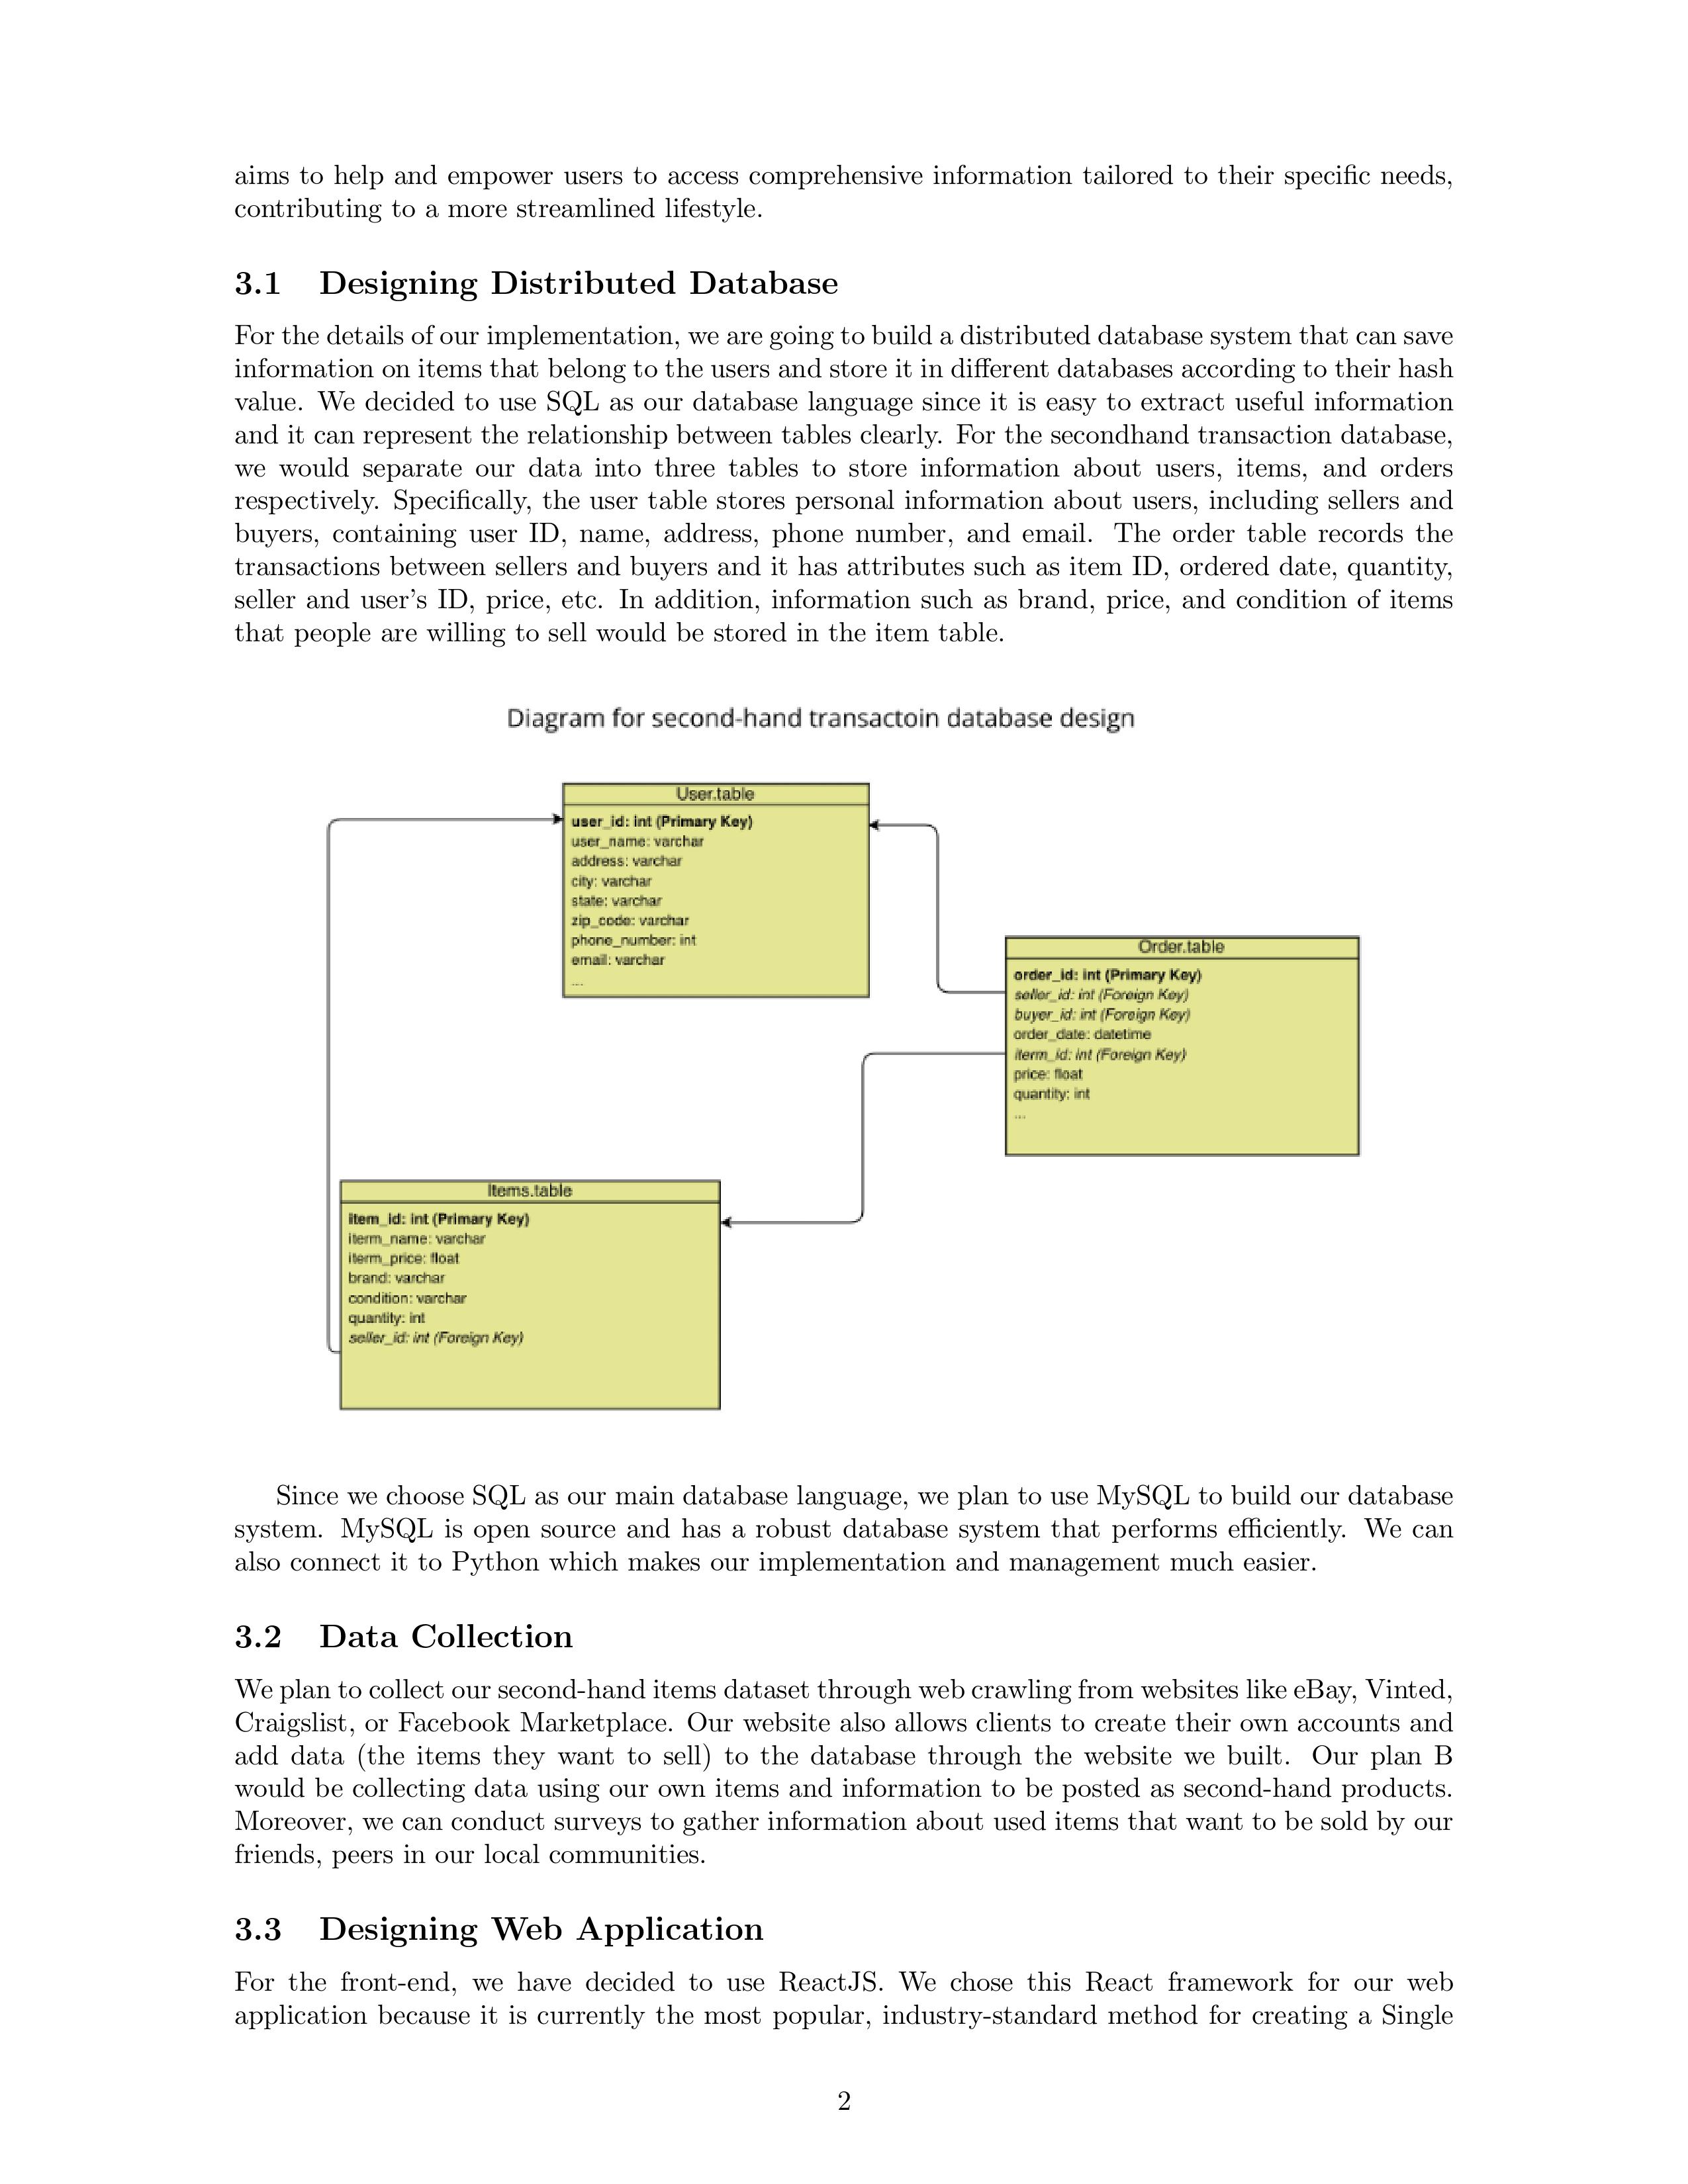 aims to help and empower users to access comprehensive information tailored to their specific needs,
contributing to a more streamlined lifestyle.
3.1 Designing Distributed Database
For the details of our implementation, we are going to build a distributed database system that can save
information on items that belong to the users and store it in different databases according to their hash
value. We decided to use SQL as our database language since it is easy to extract useful information
and it can represent the relationship between tables clearly. For the secondhand transaction database,
we would separate our data into three tables to store information about users, items, and orders
respectively. Specifically, the user table stores personal information about users, including sellers and
buyers, containing user ID, name, address, phone number, and email. The order table records the
transactions between sellers and buyers and it has attributes such as item ID, ordered date, quantity,
seller and user's ID, price, etc. In addition, information such as brand, price, and condition of items
that people are willing to sell would be stored in the item table.
Diagram for second-hand transactoin database design
User.table
user_id: int (Primary Key)
user_name: varchar
address: varchar
city: varchar
state: varchar
zip_code: varchar
phone_number: int
email: varchar
...
Order.table
order_id: int (Primary Key)
seller_id: int (Foreign Key)
buyer_id: int (Foreign Key)
order_date: datetime
iterm_id: int (Foreign Key)
price: float
quantity: int
...
Items.table
item_id: int (Primary Key)
iterm_name: varchar
iterm_price: float
brand: varchar
condition: varchar
quantity: int
seller_id: int (Foreign Key)
Since we choose SQL as our main database language, we plan to use MySQL to build our database
system. MySQL is open source and has a robust database system that performs efficiently. We can
also connect it to Python which makes our implementation and management much easier.
3.2 Data Collection
We plan to collect our second-hand items dataset through web crawling from websites like eBay, Vinted,
Craigslist, or Facebook Marketplace. Our website also allows clients to create their own accounts and
add data (the items they want to sell) to the database through the website we built. Our plan B
would be collecting data using our own items and information to be posted as second-hand products.
Moreover, we can conduct surveys to gather information about used items that want to be sold by our
friends, peers in our local communities.
3.3 Designing Web Application
For the front-end, we have decided to use ReactJS. We chose this React framework for our web
application because it is currently the most popular, industry-standard method for creating a Single
2